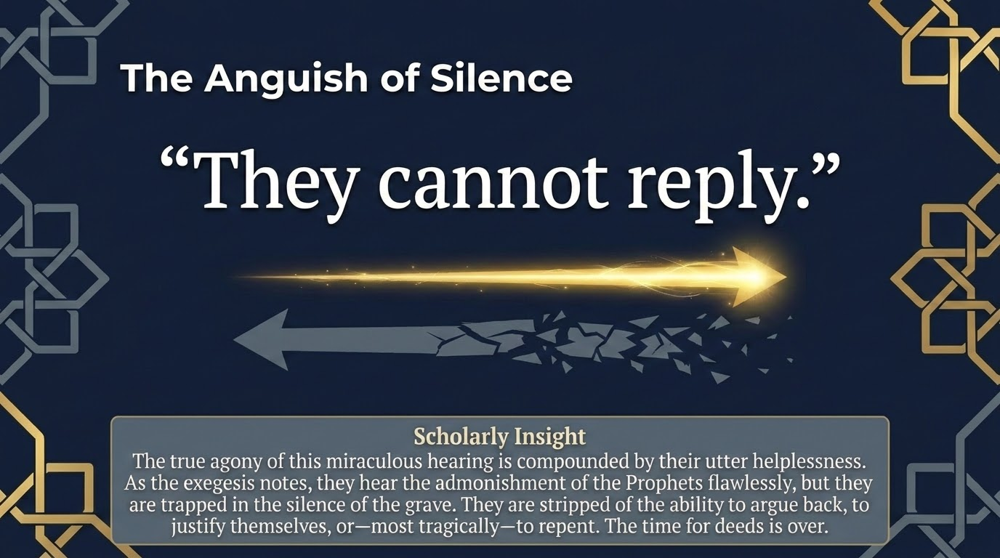 The Anguish of Silence
“They cannot reply.”
Scholarly Insight
The true agony of this miraculous hearing is compounded by their utter helplessness.
As the exegesis notes, they hear the admonishment of the Prophets flawlessly, but they
are trapped in the silence of the grave. They are stripped of the ability to argue back, to
justify themselves, or—most tragically—to repent. The time for deeds is over.